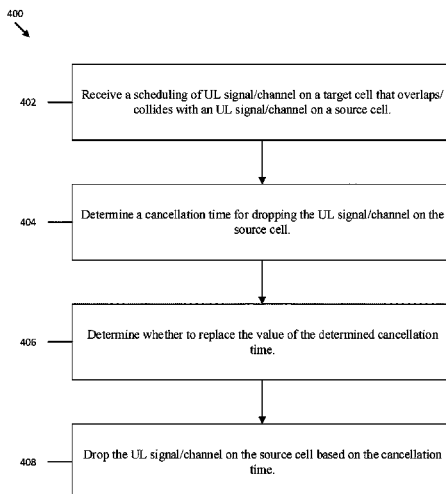 400
402
Receive a scheduling of UL signal/channel on a target cell that overlaps/
collides with an UL signal/channel on a source cell.
404
Determine a cancellation time for dropping the UL signal/channel on the
source cell.
406
Determine whether to replace the value of the determined cancellation
time.
408
Drop the UL signal/channel on the source cell based on the cancellation
time.